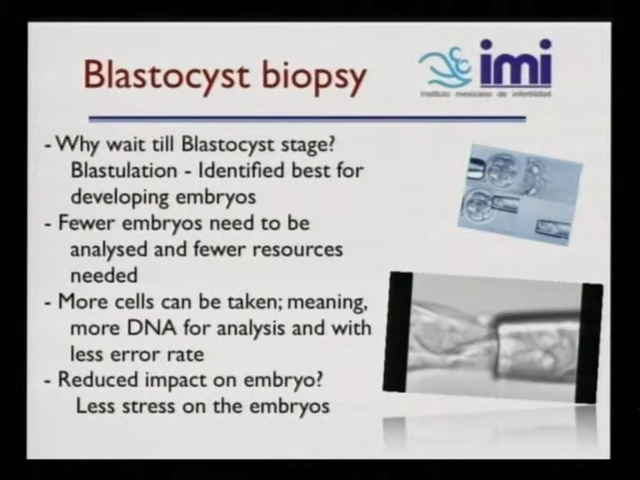 Blastocyst biopsy
imi
instituto mexicano de infertilidad
- Why wait till Blastocyst stage?
Blastulation - Identified best for
developing embryos
- Fewer embryos need to be
analysed and fewer resources
needed
- More cells can be taken; meaning,
more DNA for analysis and with
less error rate
- Reduced impact on embryo?
Less stress on the embryos